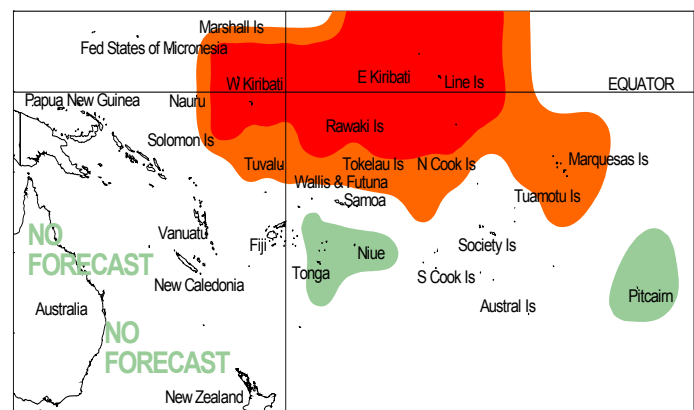 Marshall Is
Fed States of Micronesia
W Kiribati
E Kiribati
Line Is
EQUATOR
Papua New Guinea
Nauru
Rawaki Is
Solomon Is
Tuvalu
Tokelau Is
N Cook Is
Marquesas Is
Wallis & Futuna
Samoa
Tuamotu Is
NO
FORECAST
Vanuatu
Fiji
Niue
Society Is
Tonga
S Cook Is
New Caledonia
Pitcairn
Australia
Austral Is
NO
FORECAST
New Zealand